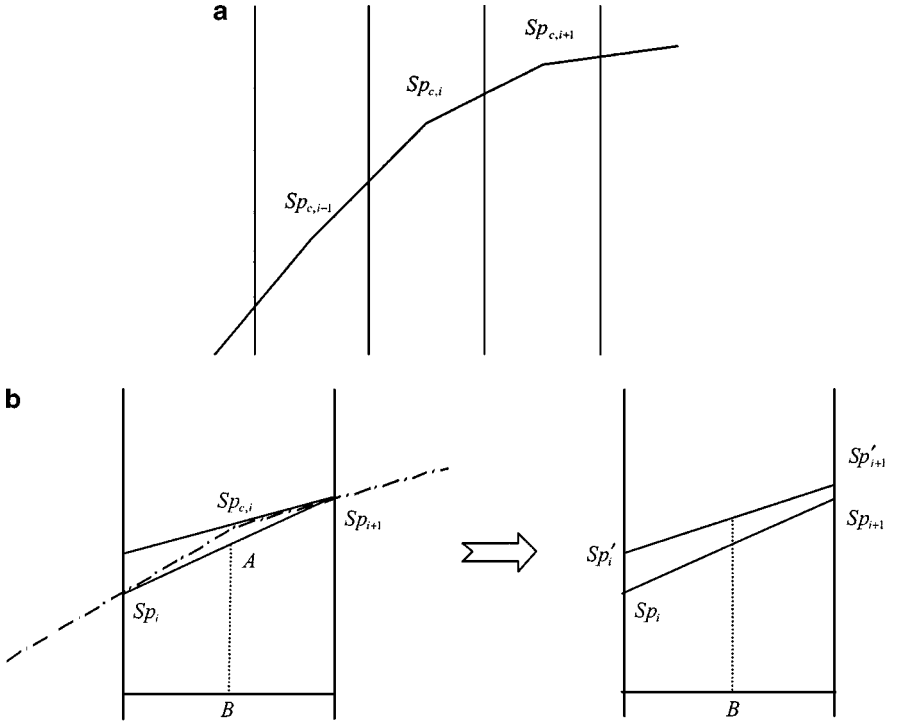 a
Sp_{c,i+1}
Sp_{c,i}
Sp_{c,i-1}
b
Sp_{c,i}
Sp_{i+1}
A
Sp_i
B
Sp'_{i+1}
Sp_{i+1}
Sp'_i
Sp_i
B